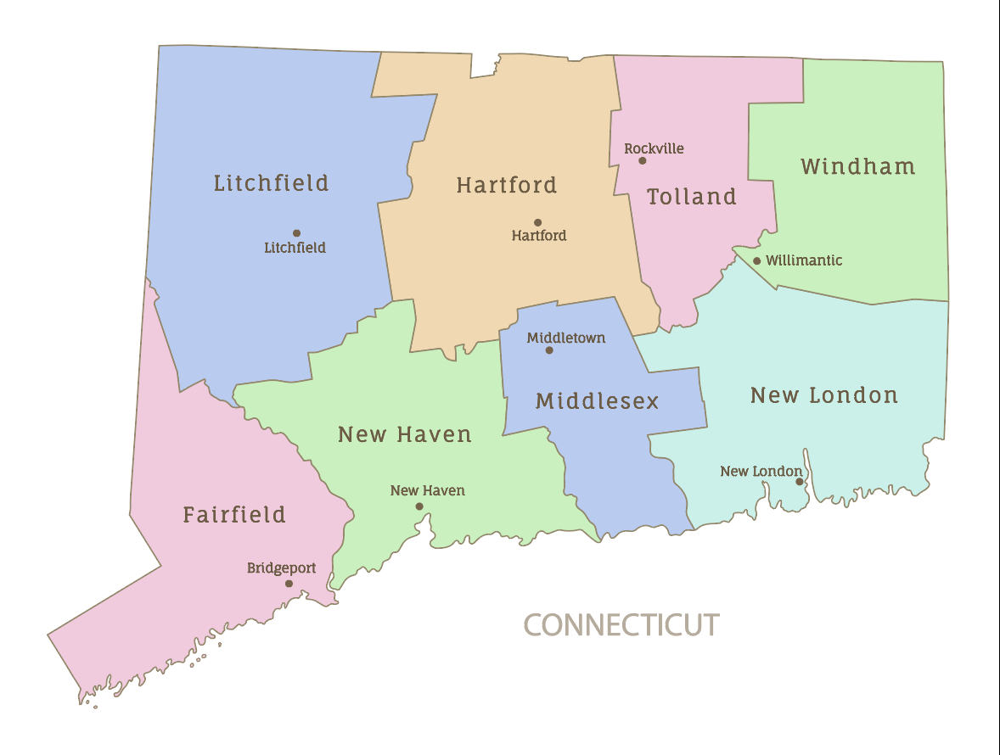 Rockville
Windham
Litchfield
Hartford
Tolland
Hartford
Litchfield
Willimantic
Middletown
New London
Middlesex
New Haven
New London
New Haven
Fairfield
Bridgeport
CONNECTICUT